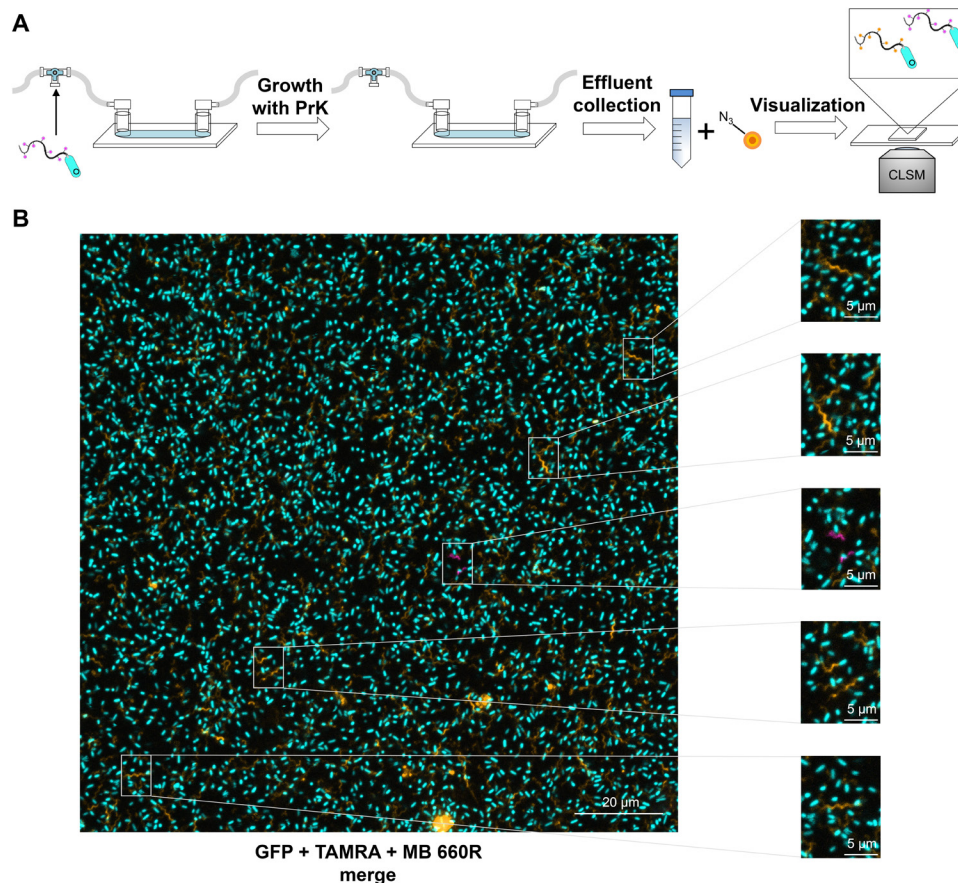 A
Growth
with PrK
Effluent
collection
N3
+
Visualization
CLSM
B
5 µm
5 µm
5 µm
5 µm
5 µm
20 µm
GFP + TAMRA + MB 660R
merge